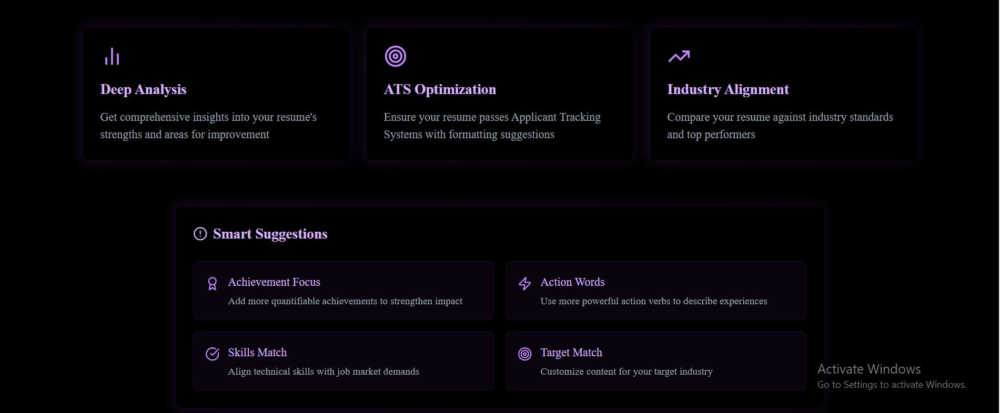 Deep Analysis
Get comprehensive insights into your resume's
strengths and areas for improvement
ATS Optimization
Ensure your resume passes Applicant Tracking
Systems with formatting suggestions
Industry Alignment
Compare your resume against industry standards
and top performers
Smart Suggestions
Achievement Focus
Add more quantifiable achievements to strengthen impact
Action Words
Use more powerful action verbs to describe experiences
Skills Match
Align technical skills with job market demands
Target Match
Customize content for your target industry
Activate Windows
Go to Settings to activate Windows.